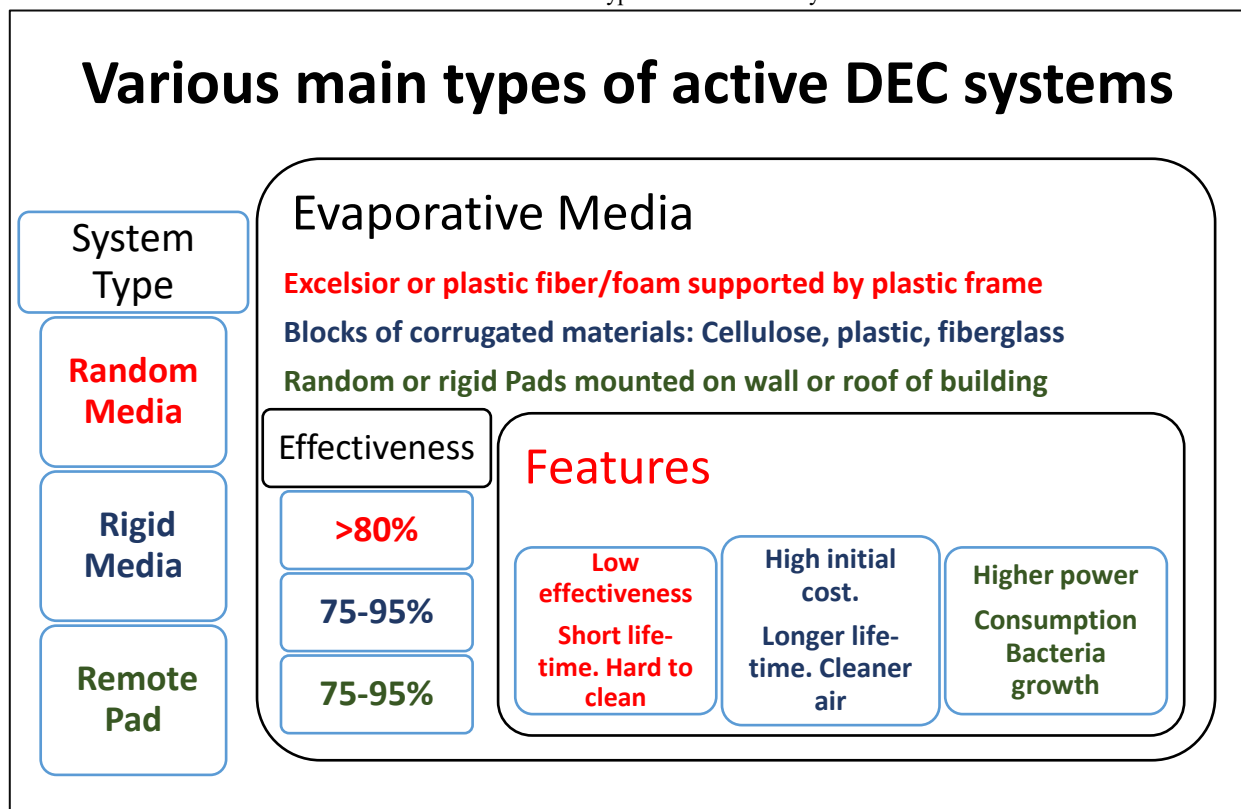 Various main types of active DEC systems
System
Type
Evaporative Media
Excelsior or plastic fiber/foam supported by plastic frame
Blocks of corrugated materials: Cellulose, plastic, fiberglass
Random or rigid Pads mounted on wall or roof of building
Random
Media
Rigid
Media
Remote
Pad
Effectiveness
>80%
75-95%
75-95%
Features
Low
effectiveness
Short life-
time. Hard to
clean
High initial
cost.
Longer life-
time. Cleaner
air
Higher power
Consumption
Bacteria
growth